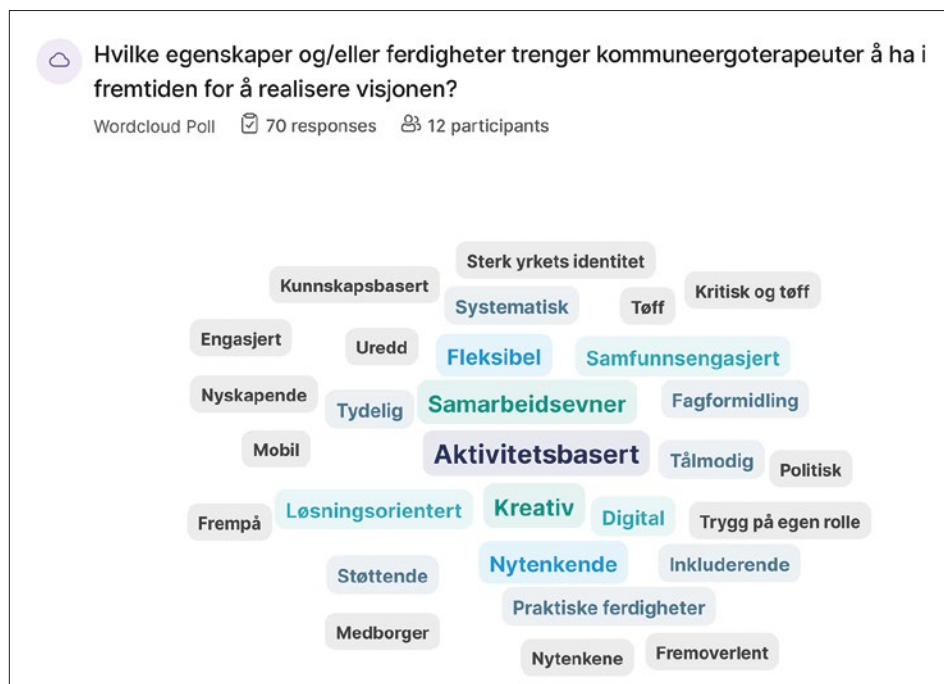 Hvilke egenskaper og/eller ferdigheter trenger kommuneergoterapeuter å ha i
fremtiden for å realisere visjonen?
Wordcloud Poll 70 responses 12 participants
Sterk yrkets identitet
Kunnskapsbasert
Systematisk
Tøff
Kritisk og tøff
Engasjert
Uredd
Fleksibel
Samfunnsengasjert
Nyskapende
Tydelig
Samarbeidsevner
Fagformidling
Mobil
Aktivitetsbasert
Tålmodig
Politisk
Frempå
Løsningsorientert
Kreativ
Digital
Trygg på egen rolle
Støttende
Nytenkende
Inkluderende
Praktiske ferdigheter
Medborger
Nytenkene
Fremoverlent